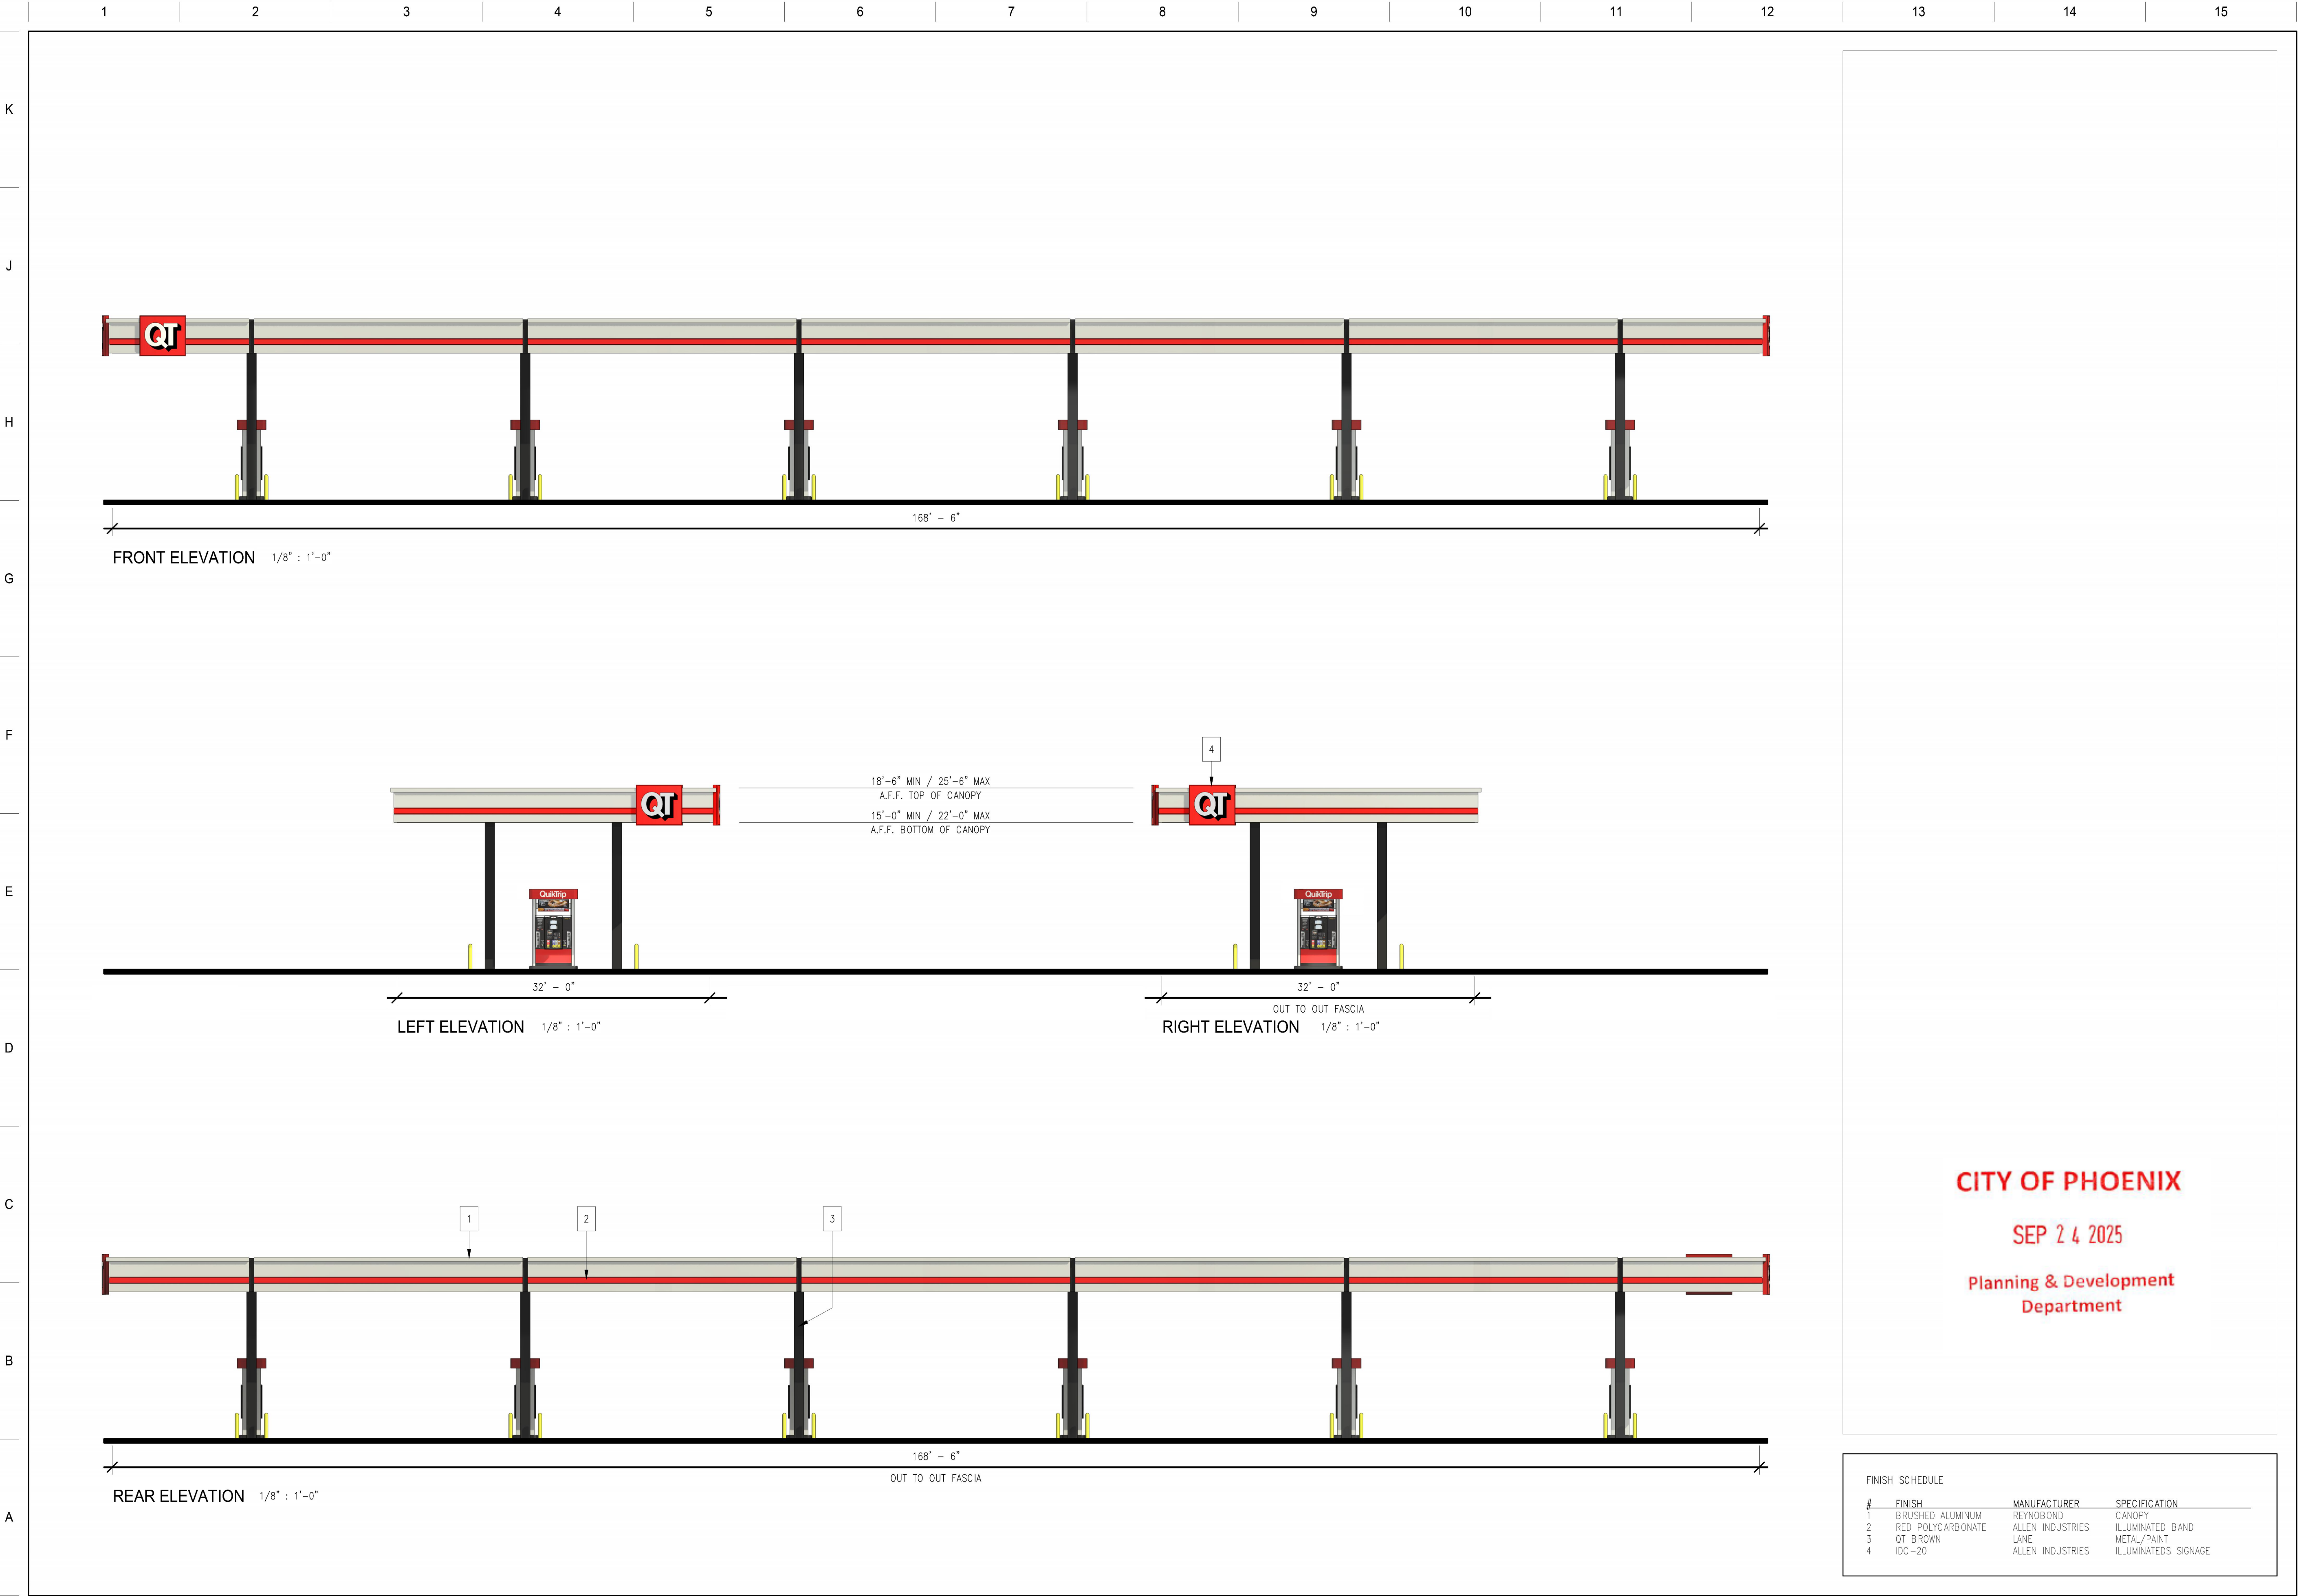 1 2 3 4 5 6 7 8 9 10 11 12 13 14 15
K
J
QT
H
168' - 6"
FRONT ELEVATION 1/8" : 1'-0"
G
F
4
18'-6" MIN / 25'-6" MAX
A.F.F. TOP OF CANOPY
QT
QT
15'-0" MIN / 22'-0" MAX
A.F.F. BOTTOM OF CANOPY
E
QuikTrip
QuikTrip
32' - 0"
32' - 0"
OUT TO OUT FASCIA
LEFT ELEVATION 1/8" : 1'-0"
RIGHT ELEVATION 1/8" : 1'-0"
D
CITY OF PHOENIX
SEP 24 2025
Planning & Development
Department
C
1 2 3
B
168' - 6"
OUT TO OUT FASCIA
REAR ELEVATION 1/8" : 1'-0"
A
FINISH SCHEDULE
# FINISH MANUFACTURER SPECIFICATION
1 BRUSHED ALUMINUM REYNOBOND CANOPY
2 RED POLYCARBONATE ALLEN INDUSTRIES ILLUMINATED BAND
3 QT BROWN LANE METAL/PAINT
4 IDC-20 ALLEN INDUSTRIES ILLUMINATEDS SIGNAGE